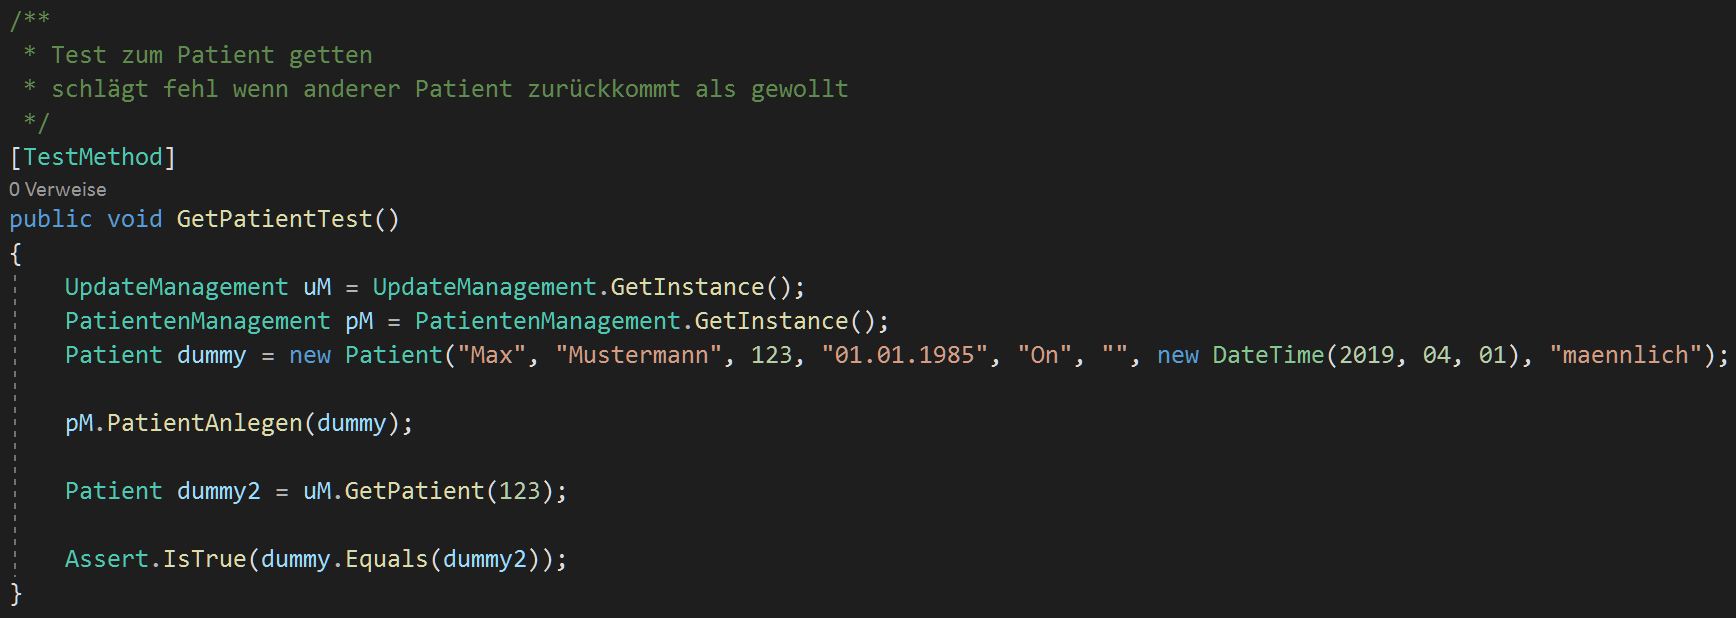 /**
 * Test zum Patient getten
 * schlägt fehl wenn anderer Patient zurückkommt als gewollt
 */
[TestMethod]
0 Verweise
public void GetPatientTest()
{
    UpdateManagement uM = UpdateManagement.GetInstance();
    PatientenManagement pM = PatientenManagement.GetInstance();
    Patient dummy = new Patient("Max", "Mustermann", 123, "01.01.1985", "On", "", new DateTime(2019, 04, 01), "maennlich");
    pM.PatientAnlegen(dummy);
    Patient dummy2 = uM.GetPatient(123);
    Assert.IsTrue(dummy.Equals(dummy2));
}